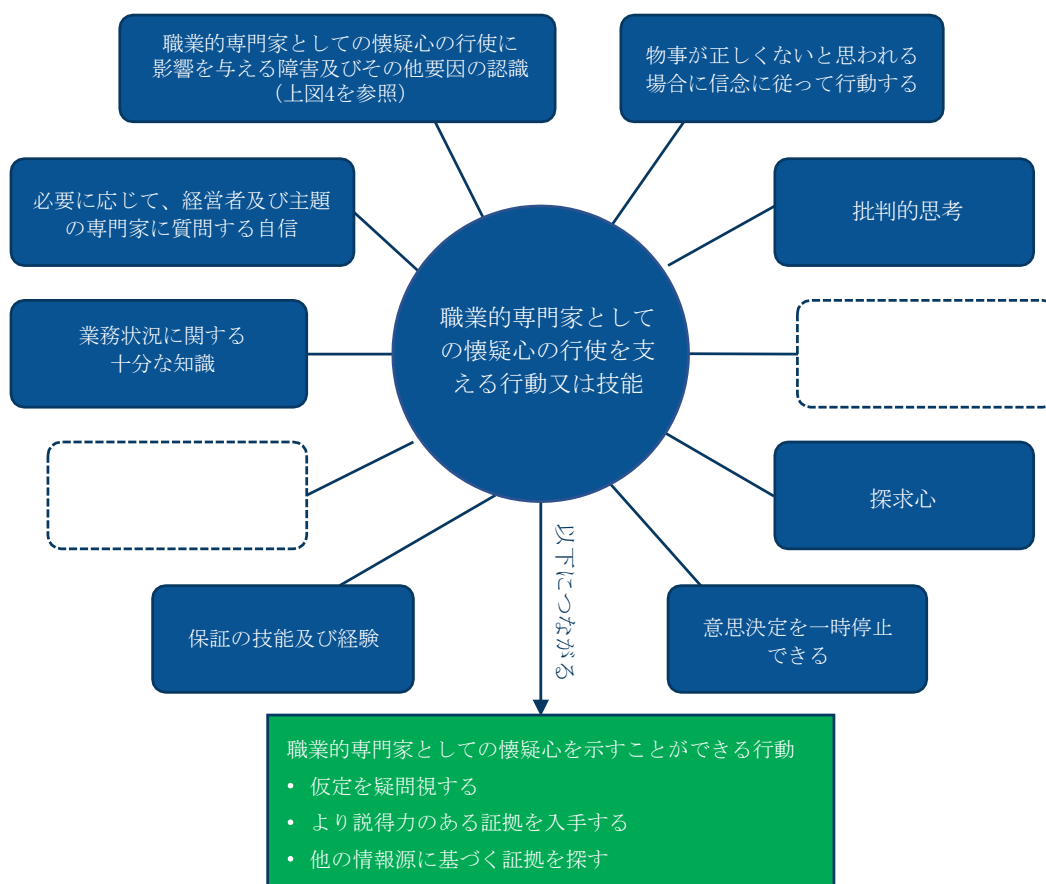 職業的専門家としての懐疑心の行使に
影響を与える障害及びその他要因の認識
（上図4を参照）
物事が正しくないと思われる
場合に信念に従って行動する
必要に応じて、経営者及び主題
の専門家に質問する自信
批判的思考
職業的専門家として
の懐疑心の行使を支
える行動又は技能
業務状況に関する
十分な知識
探求心
以下につながる
保証の技能及び経験
意思決定を一時停止
できる
職業的専門家としての懐疑心を示すことができる行動
• 仮定を疑問視する
• より説得力のある証拠を入手する
• 他の情報源に基づく証拠を探す